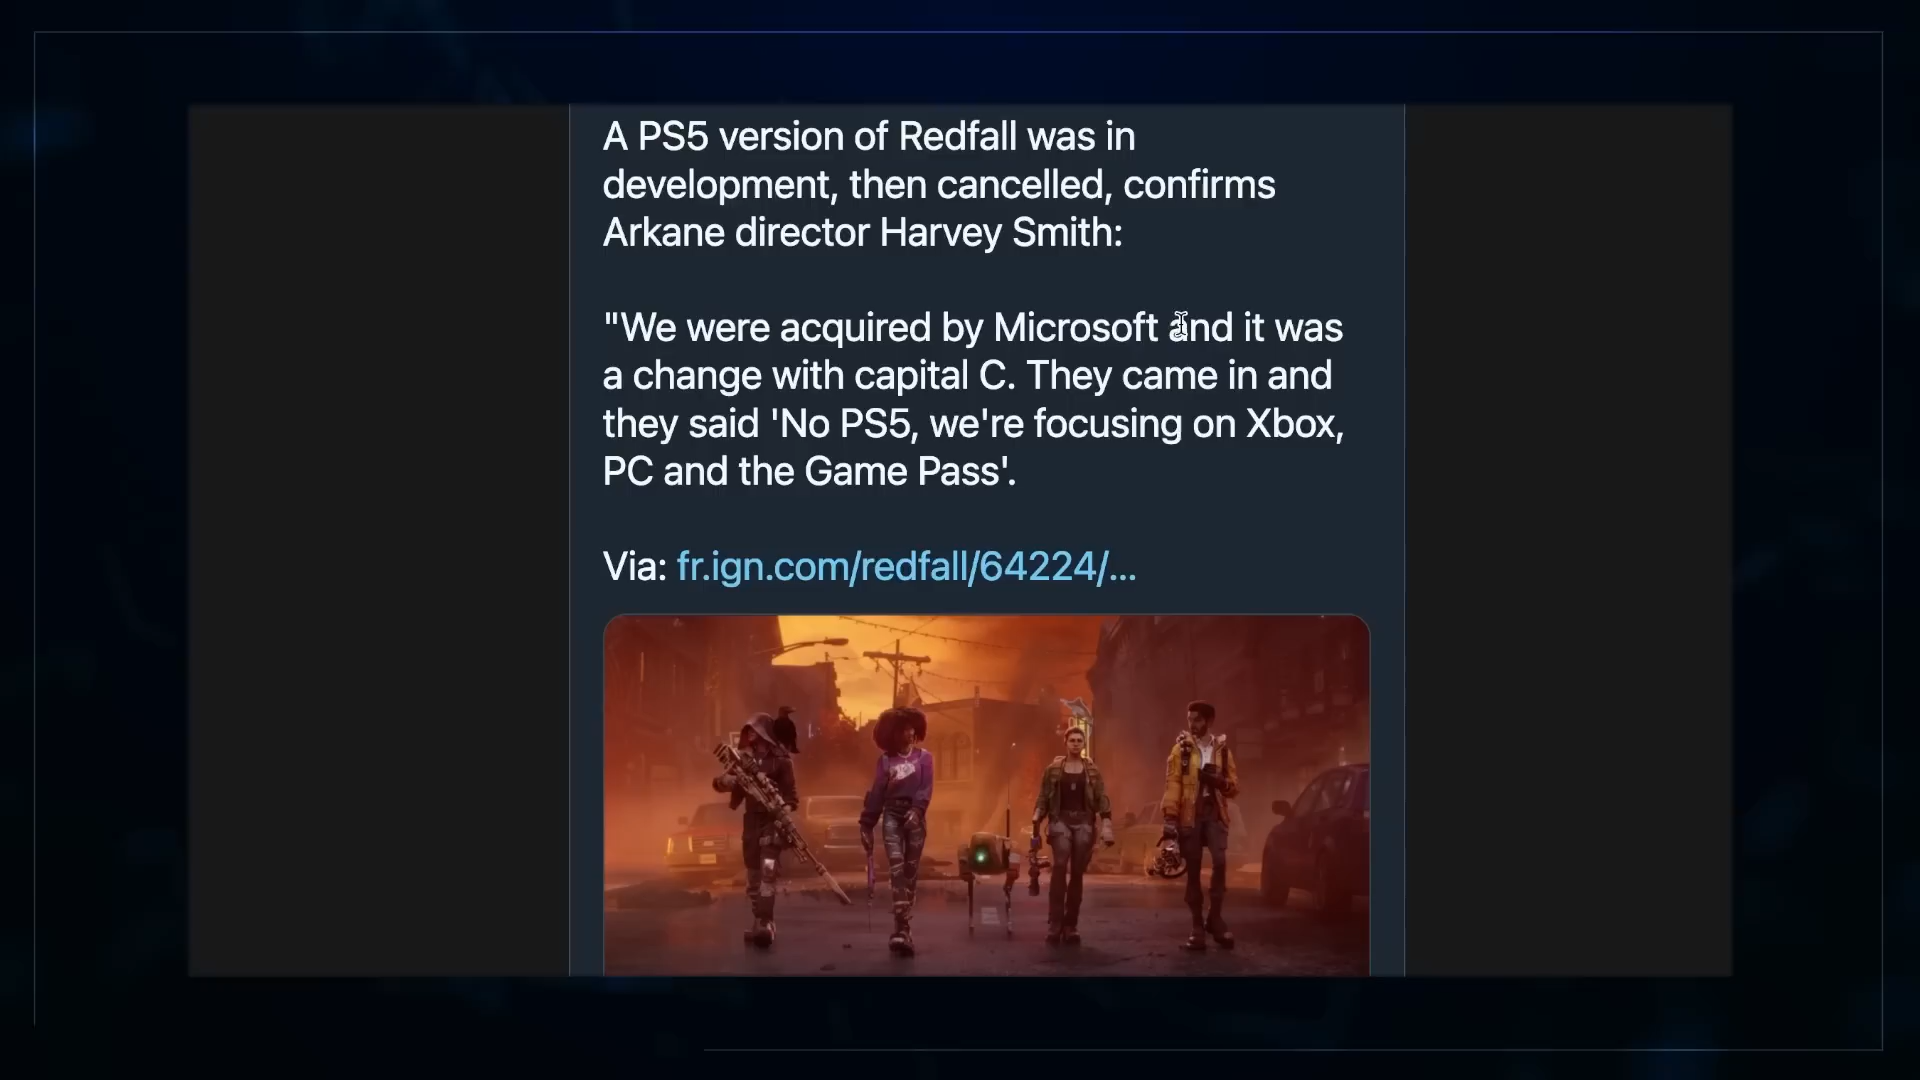 A PS5 version of Redfall was in
development, then cancelled, confirms
Arkane director Harvey Smith:
"We were acquired by Microsoft and it was
a change with capital C. They came in and
they said 'No PS5, we're focusing on Xbox,
PC and the Game Pass'.
Via: fr.ign.com/redfall/64224/...